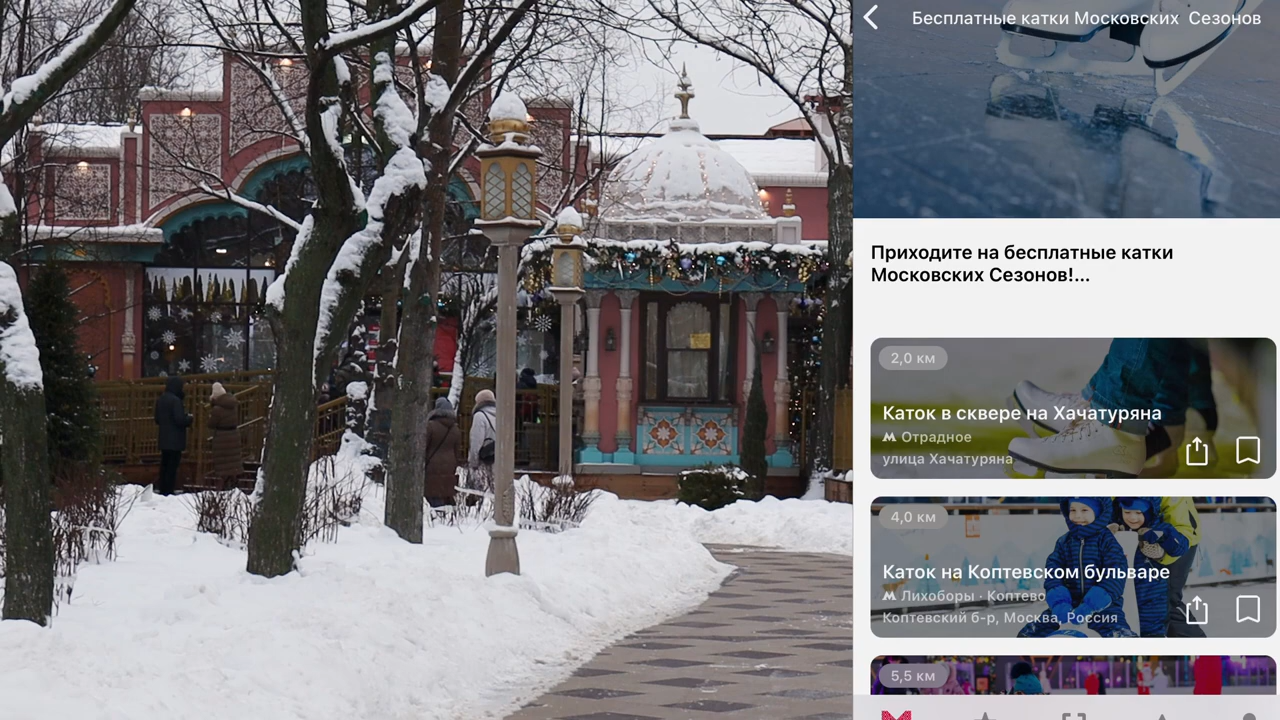 Бесплатные катки Московских Сезонов
Приходите на бесплатные катки
Московских Сезонов!...
2,0 км
Каток в сквере на Хачатуряна
Отрадное
улица Хачатуряна
4,0 км
Каток на Коптевском бульваре
Лихоборы · Коптево
Коптевский б-р, Москва, Россия
5,5 км